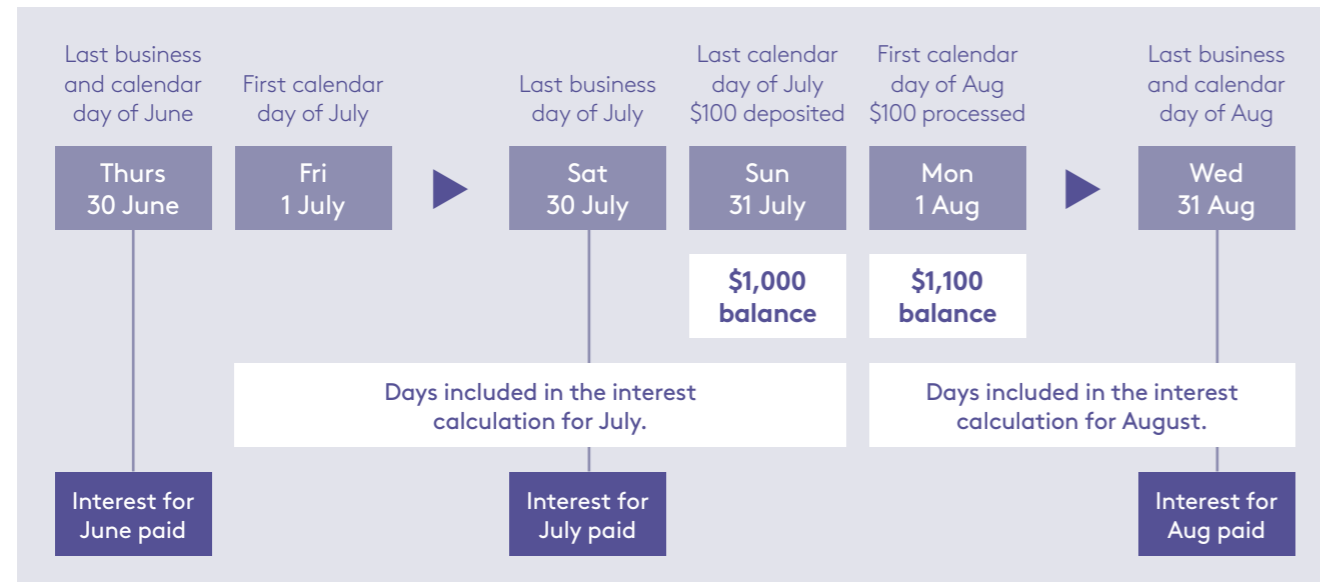 Last business
and calendar
day of June
First calendar
day of July
Last business
day of July
Last calendar
day of July
$100 deposited
First calendar
day of Aug
$100 processed
Last business
and calendar
day of Aug
Thurs
30 June
Fri
1 July
Sat
30 July
Sun
31 July
Mon
1 Aug
Wed
31 Aug
$1,000
balance
$1,100
balance
Days included in the interest
calculation for July.
Days included in the interest
calculation for August.
Interest for
June paid
Interest for
July paid
Interest for
Aug paid